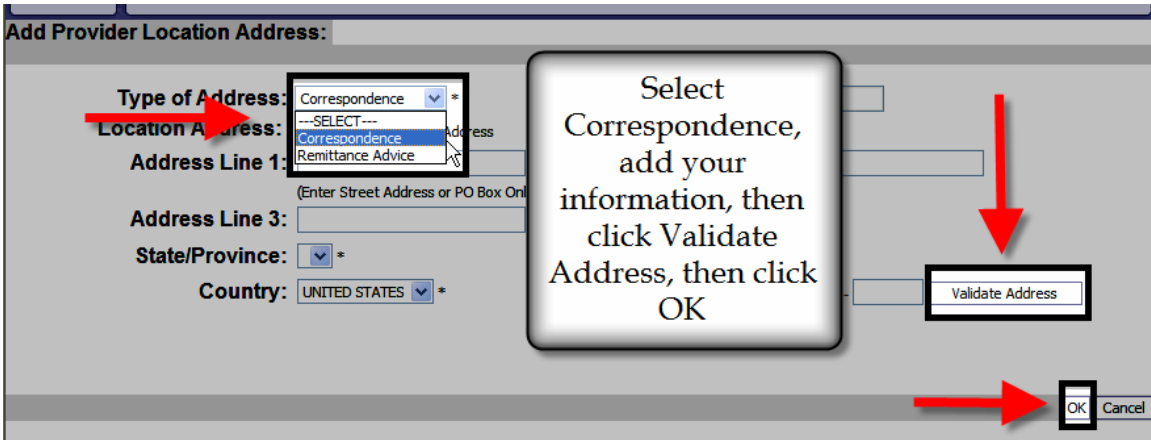 Add Provider Location Address:
Type of Address: Correspondence *
---SELECT---
Correspondence
Remittance Advice
Location Address: Address
Address Line 1:
(Enter Street Address or PO Box
Address Line 3:
State/Province: *
Country: UNITED STATES *
Select
Correspondence,
add your
information, then
click Validate
Address, then click
OK
- Validate Address
OK Cancel